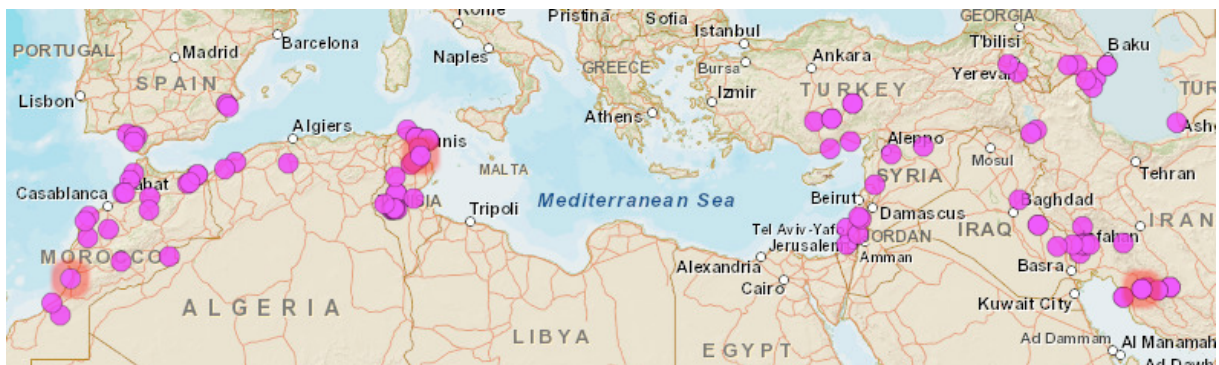 Rome
Pristina
Sofia
GEORGIA
PORTUGAL
Madrid
Barcelona
Naples
Istanbul
Ankara
T'bilisi
Baku
SPAIN
GREECE
Bursa
Yerevan
TURKEY
Lisbon
Izmir
Athens
Algiers
Aleppo
Mosul
Tehran
MALTA
SYRIA
Casablanca
Mediterranean Sea
Beirut
Baghdad
Tripoli
Damascus
IRAN
Tel Aviv-Yafo
IRAQ
Jerusalem
JORDAN
MOROCCO
Alexandria
Amman
Basra
Cairo
Kuwait City
ALGERIA
LIBYA
EGYPT
Ad Dammam
Al Manamah